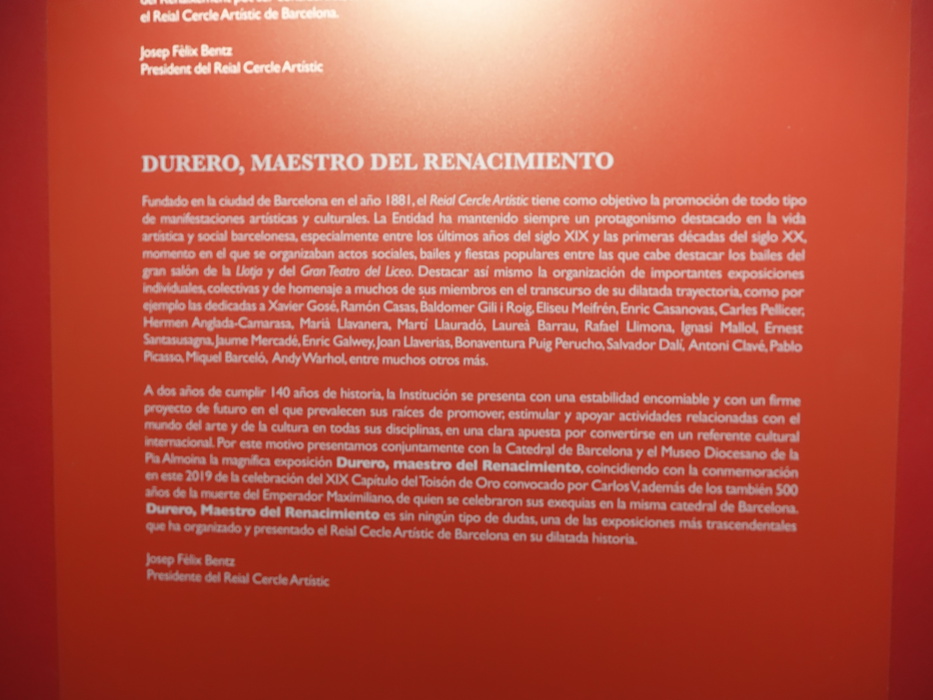 el Reial Cercle Artístic de Barcelona.
Josep Fèlix Bentz
President del Reial Cercle Artístic
DURERO, MAESTRO DEL RENACIMIENTO
Fundado en la ciudad de Barcelona en el año 1881, el Reial Cercle Artístic tiene como objetivo la promoción de todo tipo
de manifestaciones artísticas y culturales. La Entidad ha mantenido siempre un protagonismo destacado en la vida
artística y social barcelonesa, especialmente entre los últimos años del siglo XIX y las primeras décadas del siglo XX,
momento en el que se organizaban actos sociales, bailes y fiestas populares entre las que cabe destacar los bailes del
gran salón de la Llotja y del Gran Teatro del Liceo. Destacar así mismo la organización de importantes exposiciones
individuales, colectivas y de homenaje a muchos de sus miembros en el transcurso de su dilatada trayectoria, como por
ejemplo las dedicadas a Xavier Gosé, Ramón Casas, Baldomer Gili i Roig, Eliseu Meifrén, Enric Casanovas, Carles Pellicer,
Hermen Anglada-Camarasa, Marià Llavanera, Martí Llauradó, Laureà Barrau, Rafael Llimona, Ignasi Mallol, Ernest
Santasusagna, Jaume Mercadé, Enric Galwey, Joan Llaverias, Bonaventura Puig Perucho, Salvador Dalí, Antoni Clavé, Pablo
Picasso, Miquel Barceló, Andy Warhol, entre muchos otros más.
A dos años de cumplir 140 años de historia, la Institución se presenta con una estabilidad encomiable y con un firme
proyecto de futuro en el que prevalecen sus raíces de promover, estimular y apoyar actividades relacionadas con el
mundo del arte y de la cultura en todas sus disciplinas, en una clara apuesta por convertirse en un referente cultural
internacional. Por este motivo presentamos conjuntamente con la Catedral de Barcelona y el Museo Diocesano de la
Pia Almoina la magnífica exposición Durero, maestro del Renacimiento, coincidiendo con la conmemoración
en este 2019 de la celebración del XIX Capítulo del Toisón de Oro convocado por Carlos V, además de los también 500
años de la muerte del Emperador Maximiliano, de quien se celebraron sus exequias en la misma catedral de Barcelona.
Durero, Maestro del Renacimiento es sin ningún tipo de dudas, una de las exposiciones más trascendentales
que ha organizado y presentado el Reial Cecle Artístic de Barcelona en su dilatada historia.
Josep Fèlix Bentz
Presidente del Reial Cercle Artístic